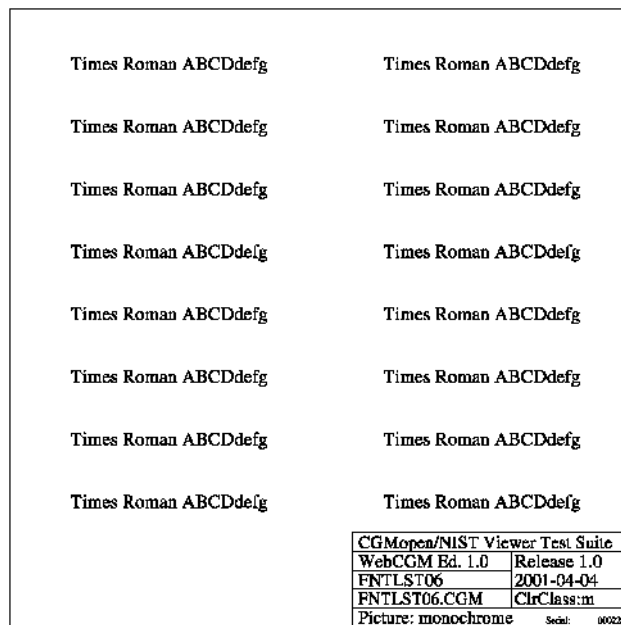 Times Roman ABCDdefg Times Roman ABCDdefg
Times Roman ABCDdefg Times Roman ABCDdefg
Times Roman ABCDdefg Times Roman ABCDdefg
Times Roman ABCDdefg Times Roman ABCDdefg
Times Roman ABCDdefg Times Roman ABCDdefg
Times Roman ABCDdefg Times Roman ABCDdefg
Times Roman ABCDdefg Times Roman ABCDdefg
Times Roman ABCDdefg Times Roman ABCDdefg
CGMopen/NIST Viewer Test Suite
WebCGM Ed. 1.0 Release 1.0
FNTLST06 2001-04-04
FNTLST06.CGM ClrClass:m
Picture: monochrome Serial: 00022